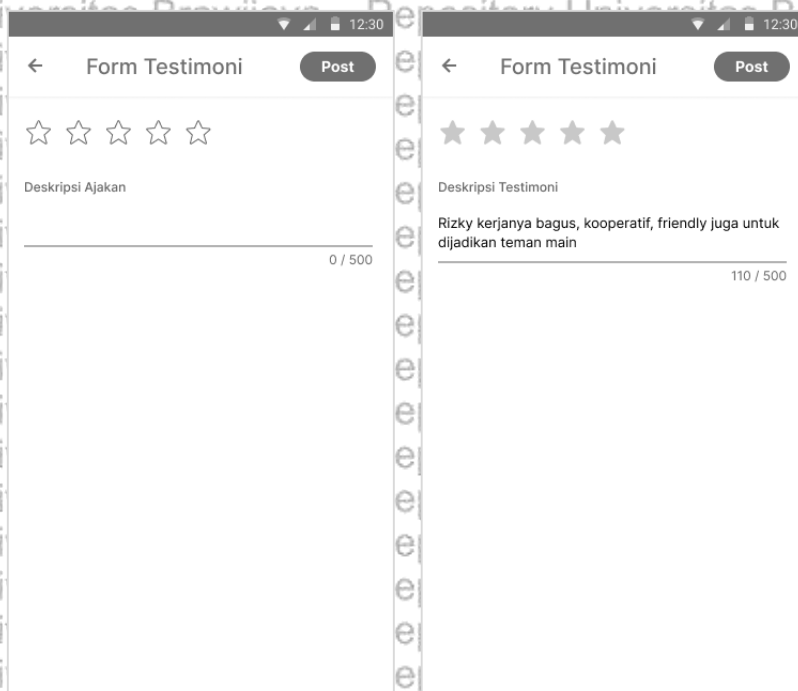 12:30
Form Testimoni
Post
Deskripsi Ajakan
0 / 500
12:30
Form Testimoni
Post
Deskripsi Testimoni
Rizky kerjanya bagus, kooperatif, friendly juga untuk
dijadikan teman main
110 / 500